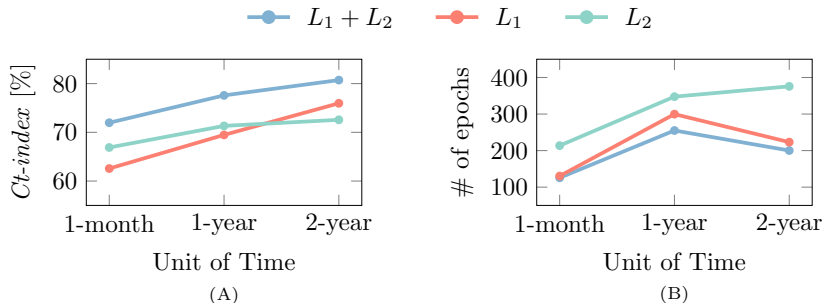 L₁ + L₂ L₁ L₂
Ct-index [%]
80
70
60
1-month 1-year 2-year
Unit of Time
(A)
# of epochs
400
300
200
100
1-month 1-year 2-year
Unit of Time
(B)